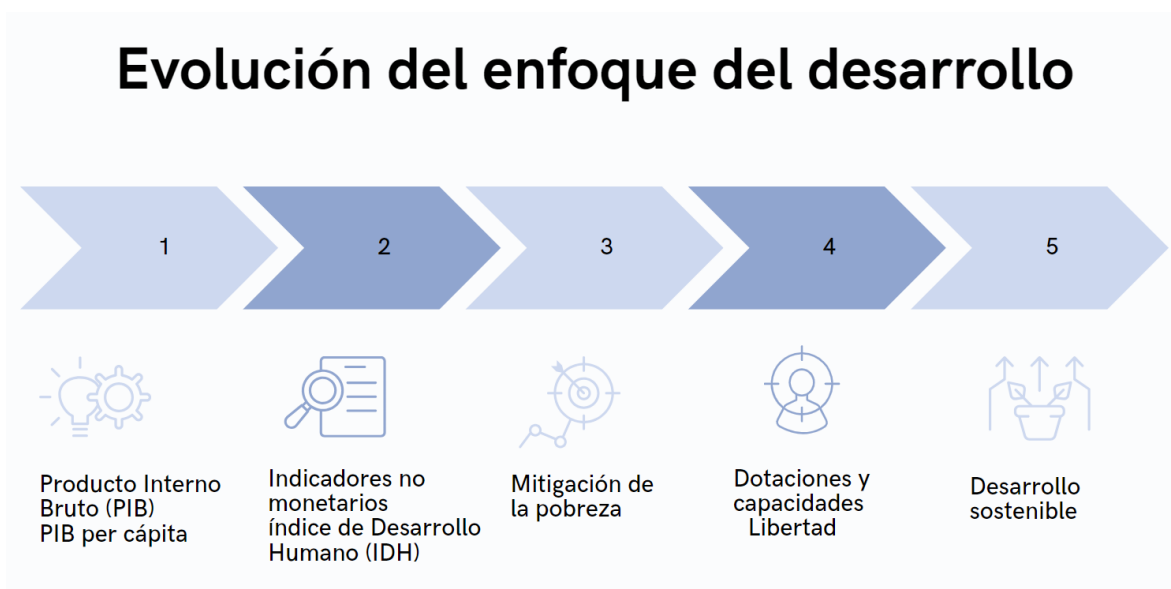 Evolución del enfoque del desarrollo
1
2
3
4
5
Producto Interno
Bruto (PIB)
PIB per cápita
Indicadores no
monetarios
índice de Desarrollo
Humano (IDH)
Mitigación de
la pobreza
Dotaciones y
capacidades
Libertad
Desarrollo
sostenible